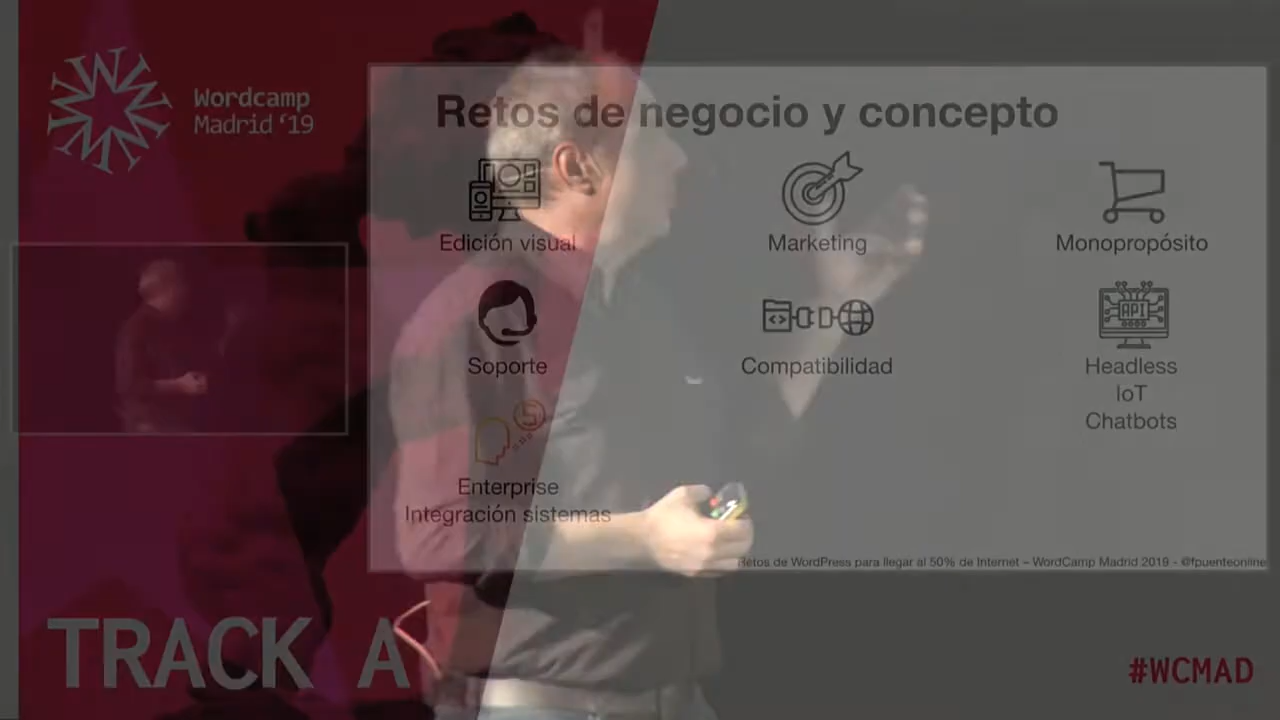 Wordcamp
Madrid '19
Retos de negocio y concepto
Edición visual
Marketing
Monopropósito
Soporte
Compatibilidad
API
Headless
IoT
Chatbots
Enterprise
Integración sistemas
Retos de WordPress para llegar al 50% de Internet – WordCamp Madrid 2019 - @fpuenteonline
TRACK A
#WCMAD